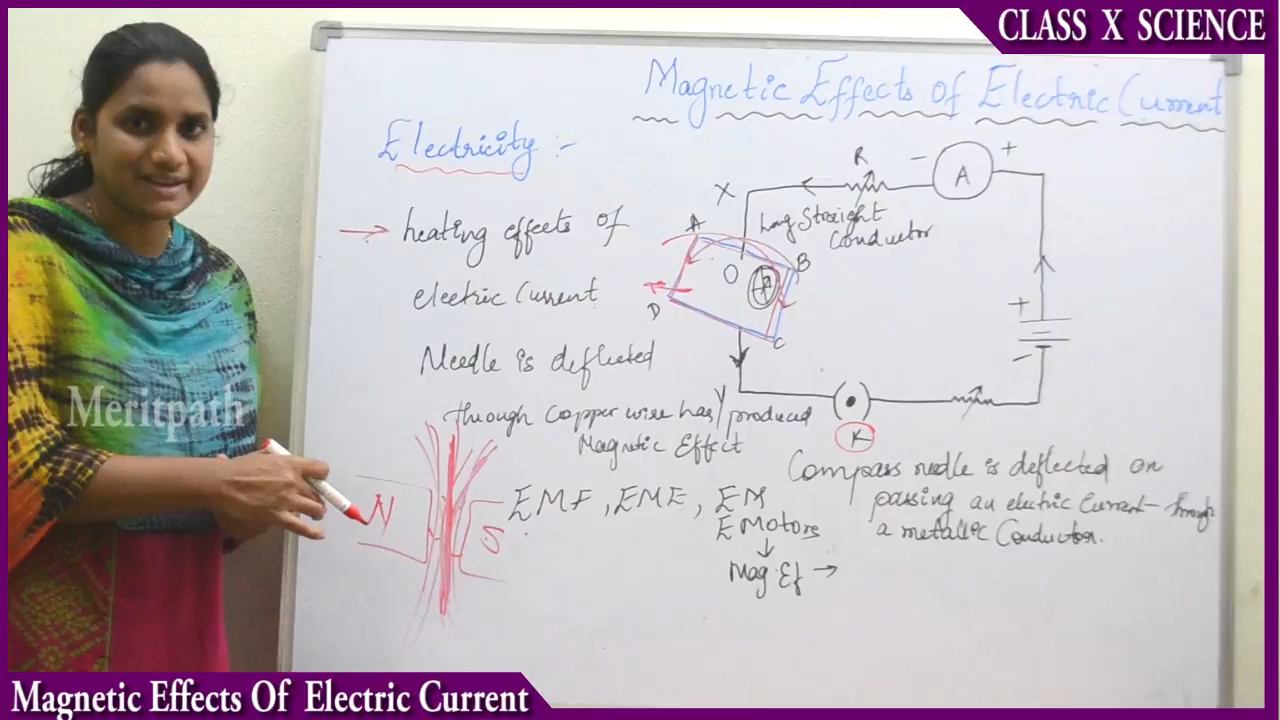 CLASS X SCIENCE
Magnetic Effects Of Electric Current
Electricity :-
→ heating effects of
electric Current
Needle is deflected
through Copper wire has produced
Magnetic Effect
X
R
-
+
A
Long Straight
Conductor
A
B
O
D
C
Y
+
-
K
Compass needle is deflected on
passing an electric Current through
a metallic Conductor.
EMF, EME, EM
EMotors
↓
Mag.Ef →
N
S
Meritpath
Magnetic Effects Of Electric Current